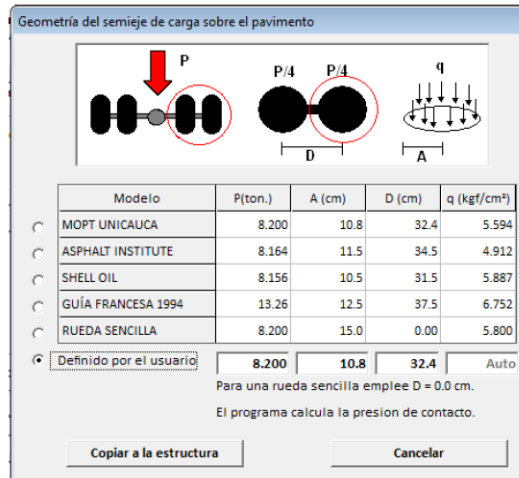 Geometría del semieje de carga sobre el pavimento
P P/4 P/4 q
D A
Modelo P(ton.) A (cm) D (cm) q (kgf/cm²)
MOPT UNICAUCA 8.200 10.8 32.4 5.594
ASPHALT INSTITUTE 8.164 11.5 34.5 4.912
SHELL OIL 8.156 10.5 31.5 5.887
GUÍA FRANCESA 1994 13.26 12.5 37.5 6.752
RUEDA SENCILLA 8.200 15.0 0.00 5.800
Definido por el usuario 8.200 10.8 32.4 Auto
Para una rueda sencilla emplee D = 0.0 cm.
El programa calcula la presion de contacto.
Copiar a la estructura Cancelar